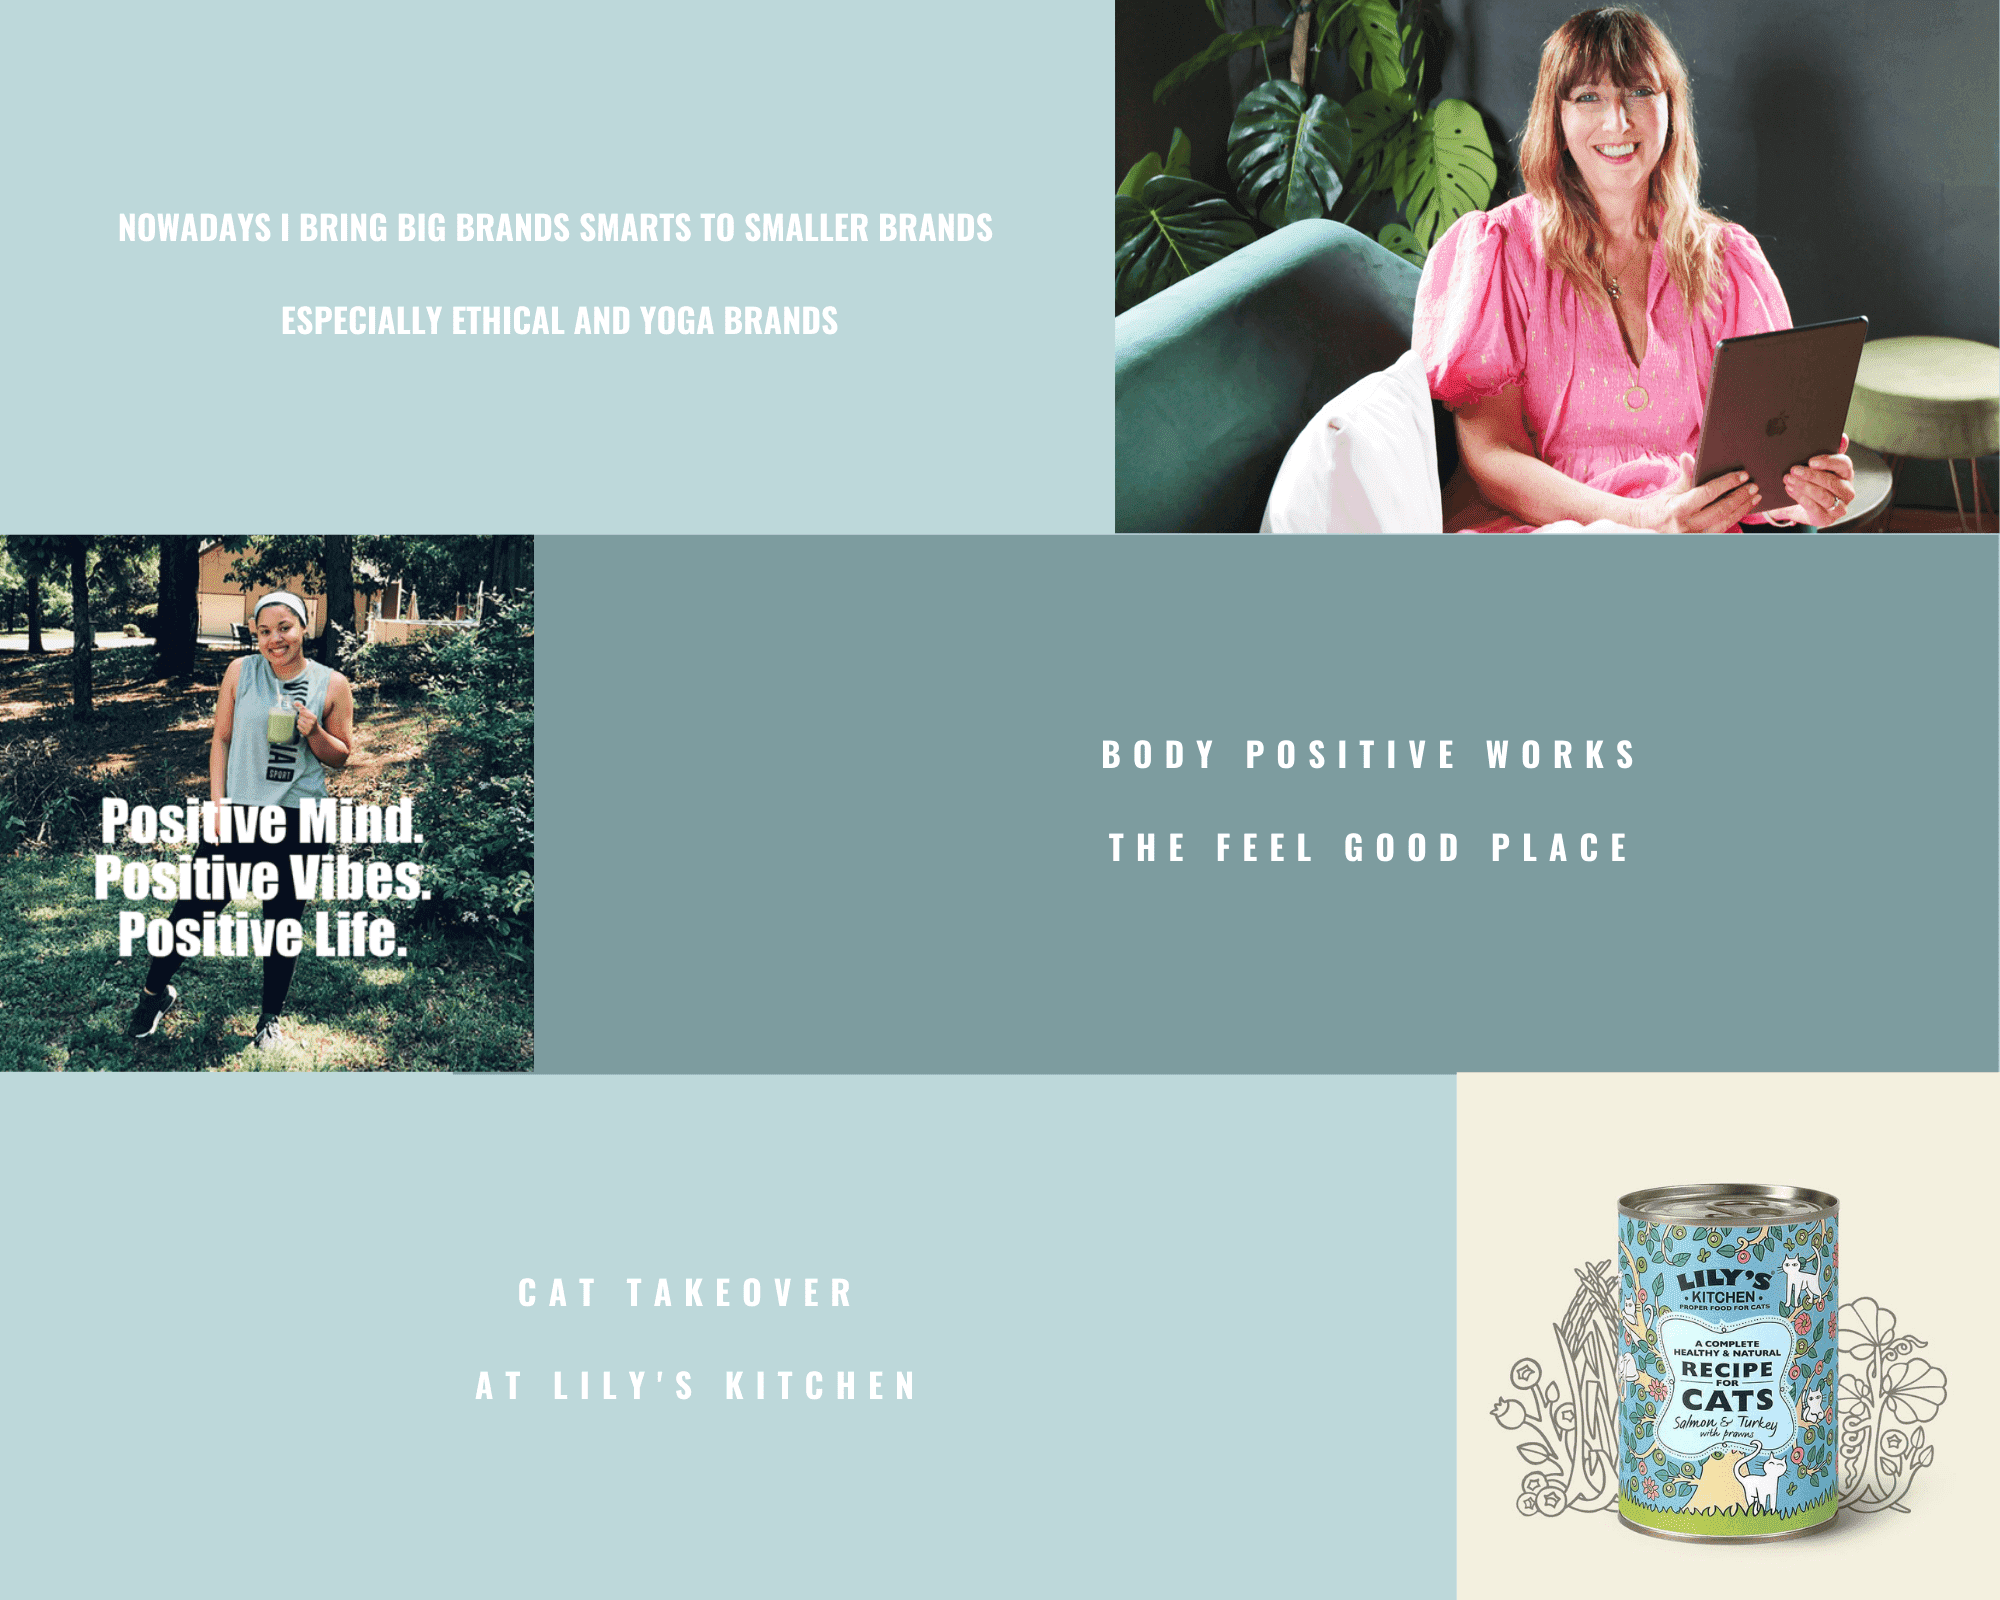 NOWADAYS I BRING BIG BRANDS SMARTS TO SMALLER BRANDS
ESPECIALLY ETHICAL AND YOGA BRANDS
SPORT
Positive Mind.
Positive Vibes.
Positive Life.
BODY POSITIVE WORKS
THE FEEL GOOD PLACE
CAT TAKEOVER
AT LILY'S KITCHEN
LILY'S
• KITCHEN •
PROPER FOOD FOR CATS
A COMPLETE
HEALTHY & NATURAL
RECIPE
FOR
CATS
Salmon & Turkey
with prawns